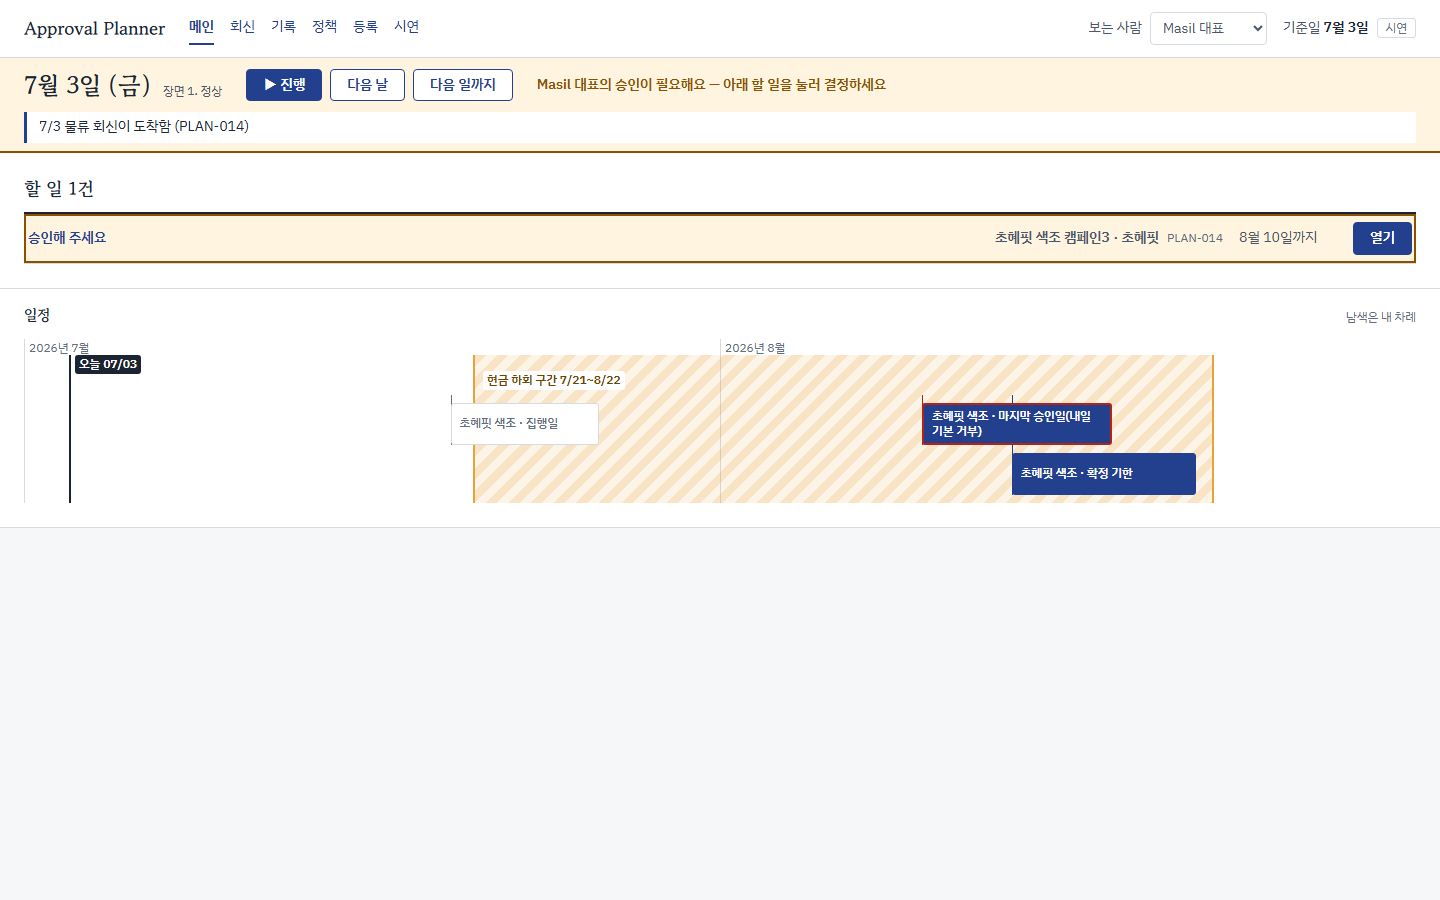 Approval Planner 메인 회신 기록 정책 등록 시연 보는 사람 Masil 대표 기준일 7월 3일 시연
7월 3일 (금) 장면 1. 정상 ▶ 진행 다음 날 다음 일까지 Masil 대표의 승인이 필요해요 — 아래 할 일을 눌러 결정하세요
7/3 물류 회신이 도착함 (PLAN-014)
할 일 1건
승인해 주세요 초혜핏 색조 캠페인3 · 초혜핏 PLAN-014 8월 10일까지 열기
일정 남색은 내 차례
2026년 7월 2026년 8월
오늘 07/03
현금 하회 구간 7/21~8/22
초혜핏 색조 · 집행일
초혜핏 색조 · 마지막 승인일(내일
기본 거부)
초혜핏 색조 · 확정 기한